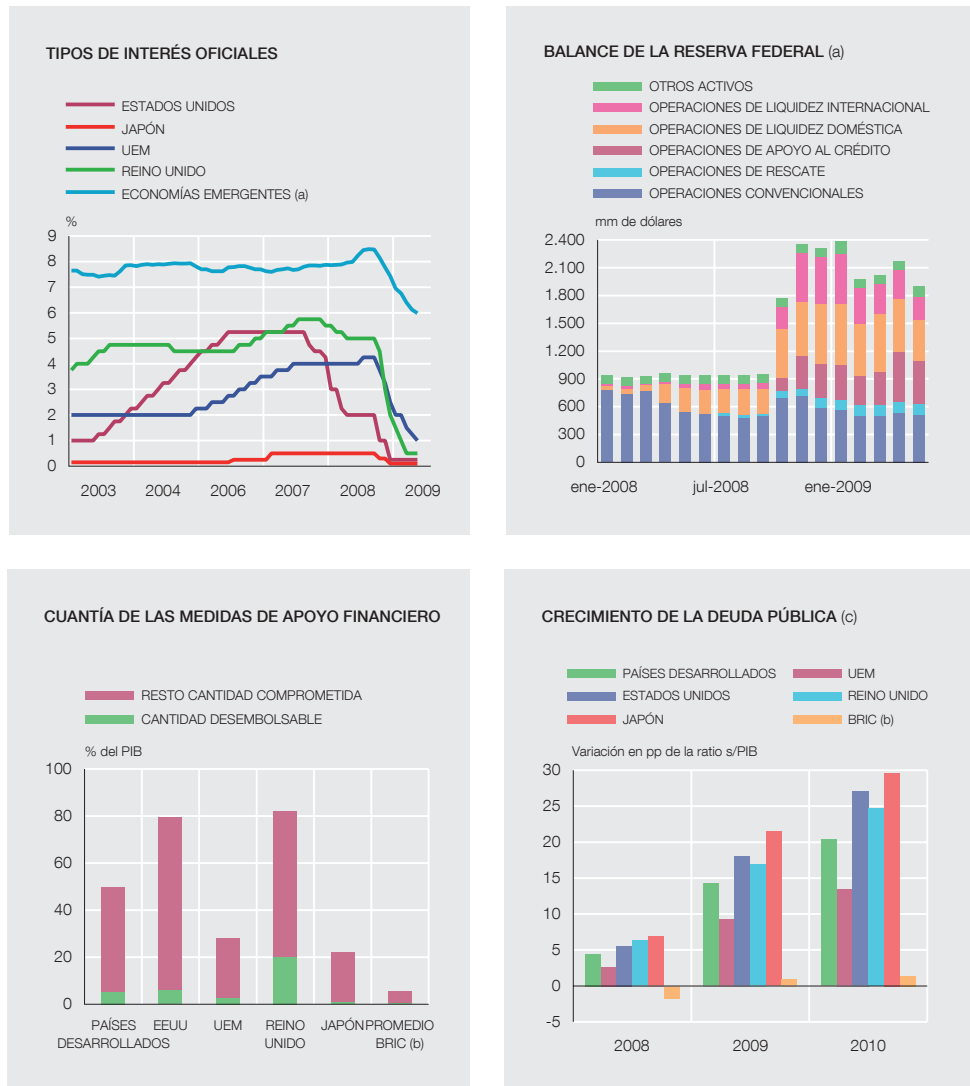 TIPOS DE INTERÉS OFICIALES
ESTADOS UNIDOS
JAPÓN
UEM
REINO UNIDO
ECONOMÍAS EMERGENTES (a)
%
9
8
7
6
5
4
3
2
1
0
2003 2004 2006 2007 2008 2009
BALANCE DE LA RESERVA FEDERAL (a)
OTROS ACTIVOS
OPERACIONES DE LIQUIDEZ INTERNACIONAL
OPERACIONES DE LIQUIDEZ DOMÉSTICA
OPERACIONES DE APOYO AL CRÉDITO
OPERACIONES DE RESCATE
OPERACIONES CONVENCIONALES
mm de dólares
2.400
2.100
1.800
1.500
1.200
900
600
300
0
ene-2008 jul-2008 ene-2009
CUANTÍA DE LAS MEDIDAS DE APOYO FINANCIERO
RESTO CANTIDAD COMPROMETIDA
CANTIDAD DESEMBOLSABLE
% del PIB
100
80
60
40
20
0
PAÍSES EEUU UEM REINO JAPÓN PROMEDIO
DESARROLLADOS UNIDO BRIC (b)
CRECIMIENTO DE LA DEUDA PÚBLICA (c)
PAÍSES DESARROLLADOS UEM
ESTADOS UNIDOS REINO UNIDO
JAPÓN BRIC (b)
Variación en pp de la ratio s/PIB
30
25
20
15
10
5
0
-5
2008 2009 2010